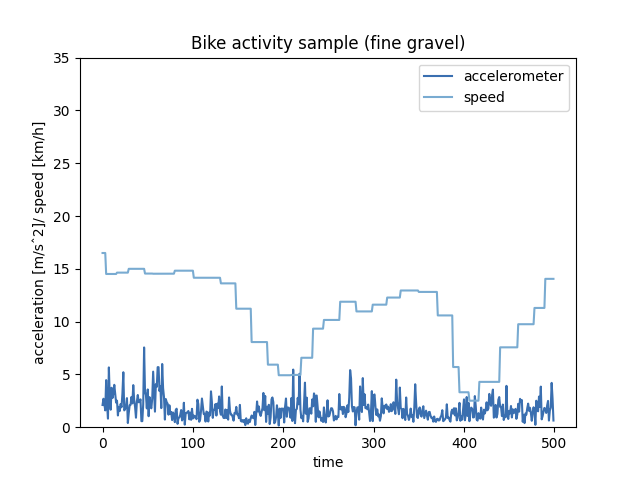 Bike activity sample (fine gravel)
accelerometer
speed
acceleration [m/sˆ2]/ speed [km/h]
35
30
25
20
15
10
5
0
0 100 200 300 400 500
time